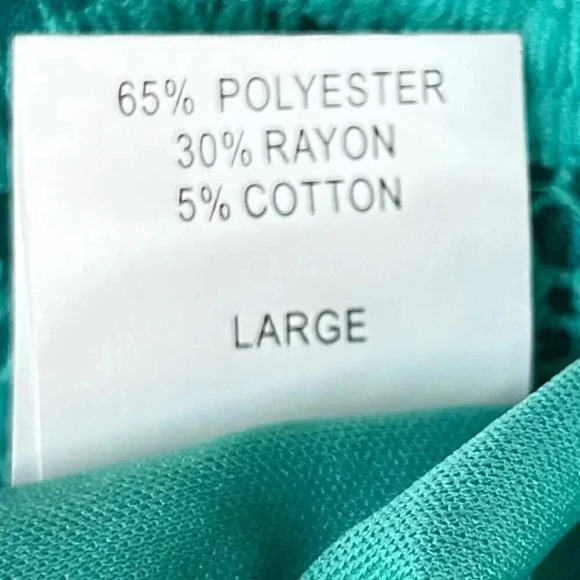 65% POLYESTER
30% RAYON
5% COTTON
LARGE